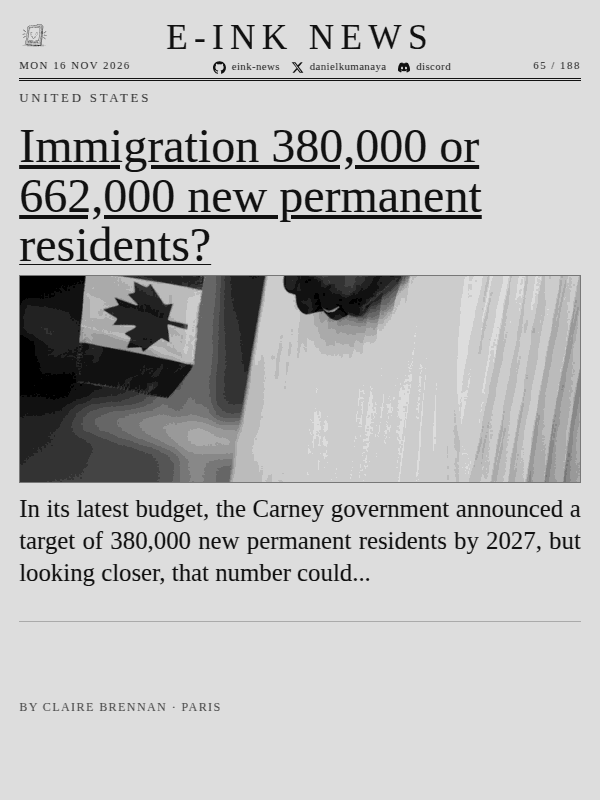 E-INK NEWS
MON 16 NOV 2026
eink-news danielkumanaya discord
65 / 188
UNITED STATES
Immigration 380,000 or
662,000 new permanent
residents?
In its latest budget, the Carney government announced a
target of 380,000 new permanent residents by 2027, but
looking closer, that number could...
BY CLAIRE BRENNAN · PARIS